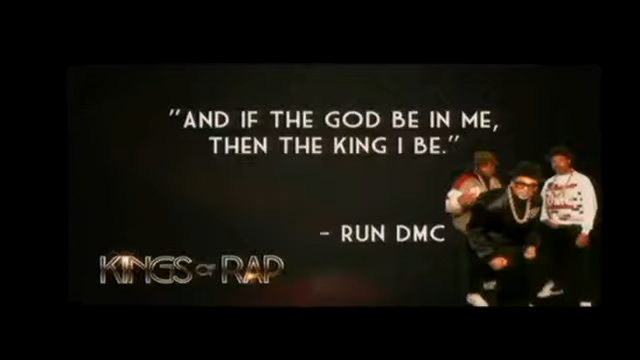 "AND IF THE GOD BE IN ME,
THEN THE KING I BE."
- RUN DMC
KINGS OF RAP